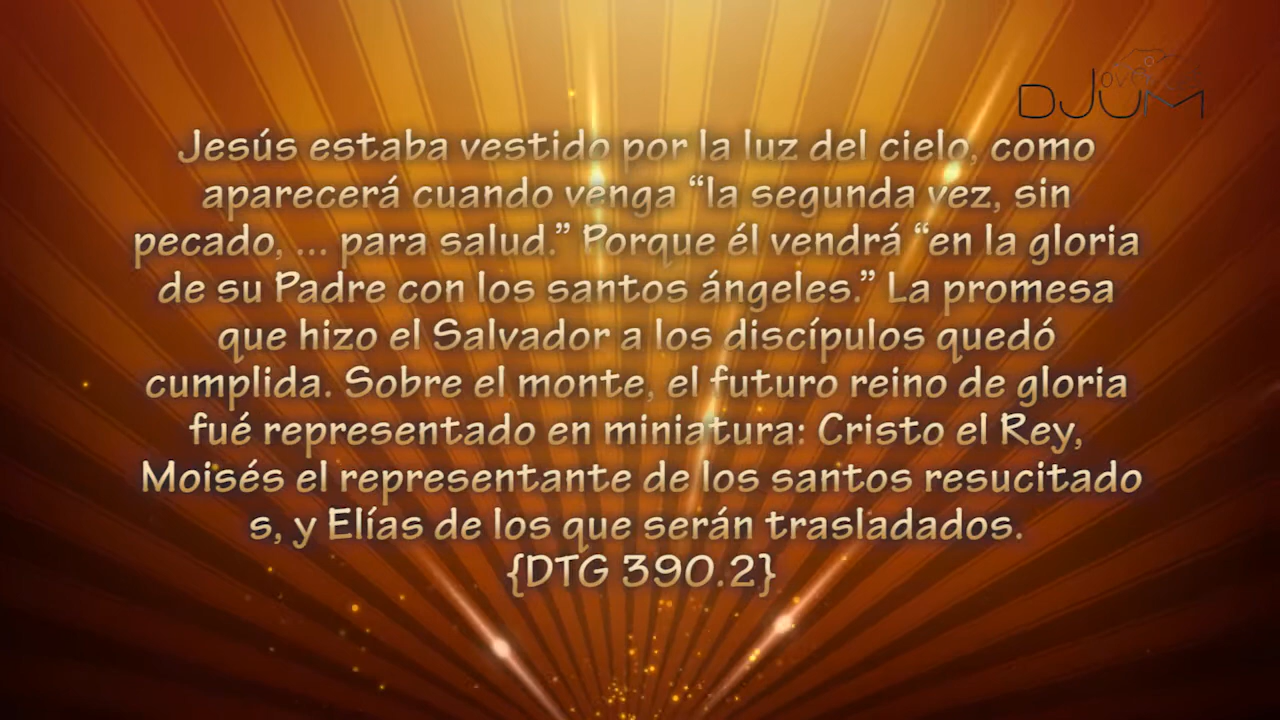 DJUM
Jesús estaba vestido por la luz del cielo, como
aparecerá cuando venga “la segunda vez, sin
pecado, ... para salud.” Porque él vendrá “en la gloria
de su Padre con los santos ángeles.” La promesa
que hizo el Salvador a los discípulos quedó
cumplida. Sobre el monte, el futuro reino de gloria
fué representado en miniatura: Cristo el Rey,
Moisés el representante de los santos resucitado
s, y Elías de los que serán trasladados.
{DTG 390.2}